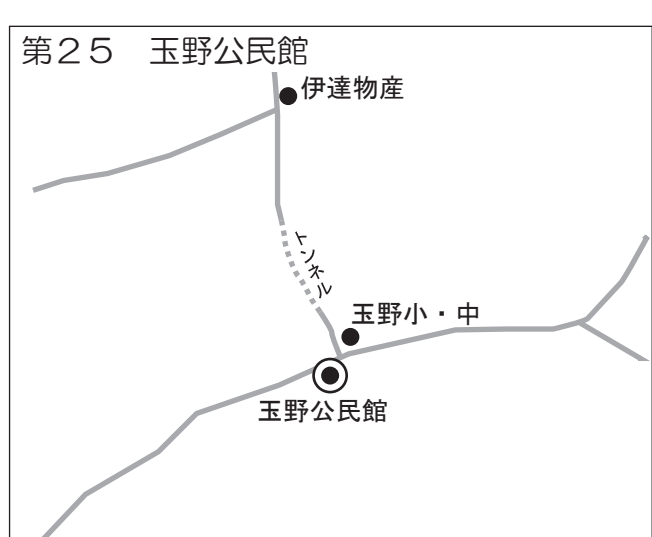 第２５　玉野公民館
伊達物産
トンネル
玉野小・中
玉野公民館